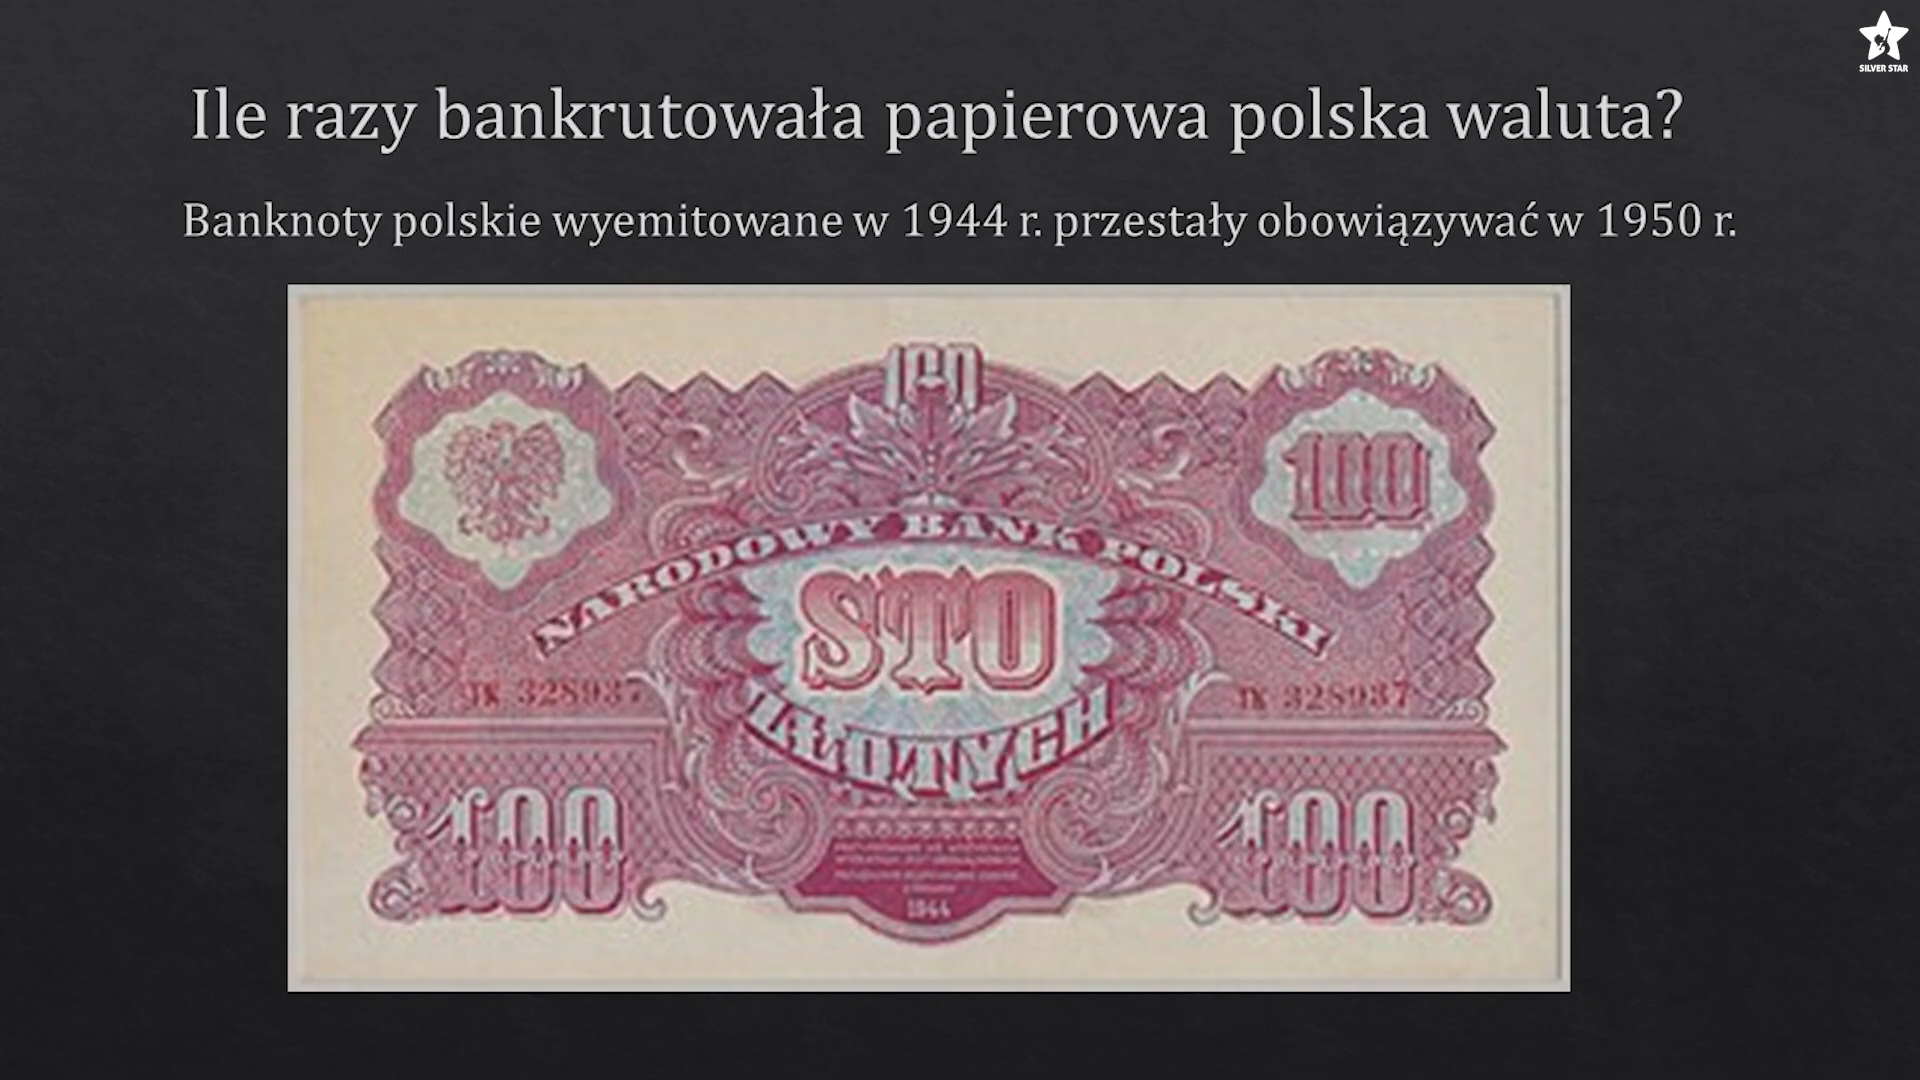 SILVER STAR
Ile razy bankrutowała papierowa polska waluta?
Banknoty polskie wyemitowane w 1944 r. przestały obowiązywać w 1950 r.
100
100
NARODOWY BANK POLSKI
STO
ZŁOTYCH
328937
328937
100
100
1944